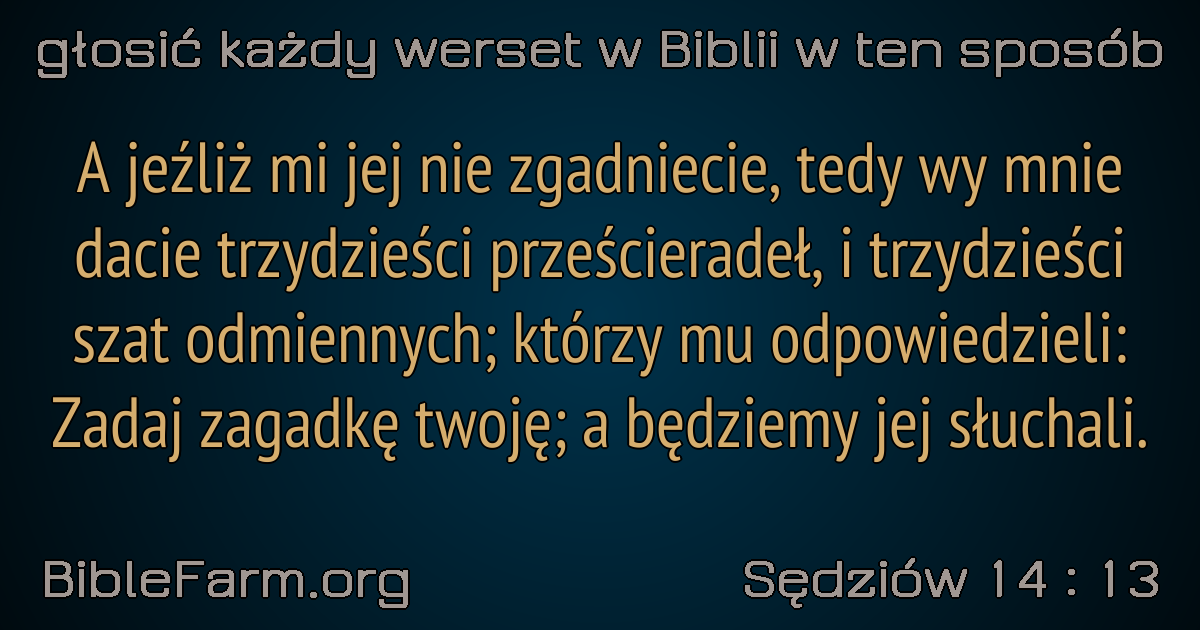 głosić każdy werset w Biblii w ten sposób
A jeźliż mi jej nie zgadniecie, tedy wy mnie
dacie trzydzieści prześcieradeł, i trzydzieści
szat odmiennych; którzy mu odpowiedzieli:
Zadaj zagadkę twoję; a będziemy jej słuchali.
BibleFarm.org
Sędziów 14 : 13